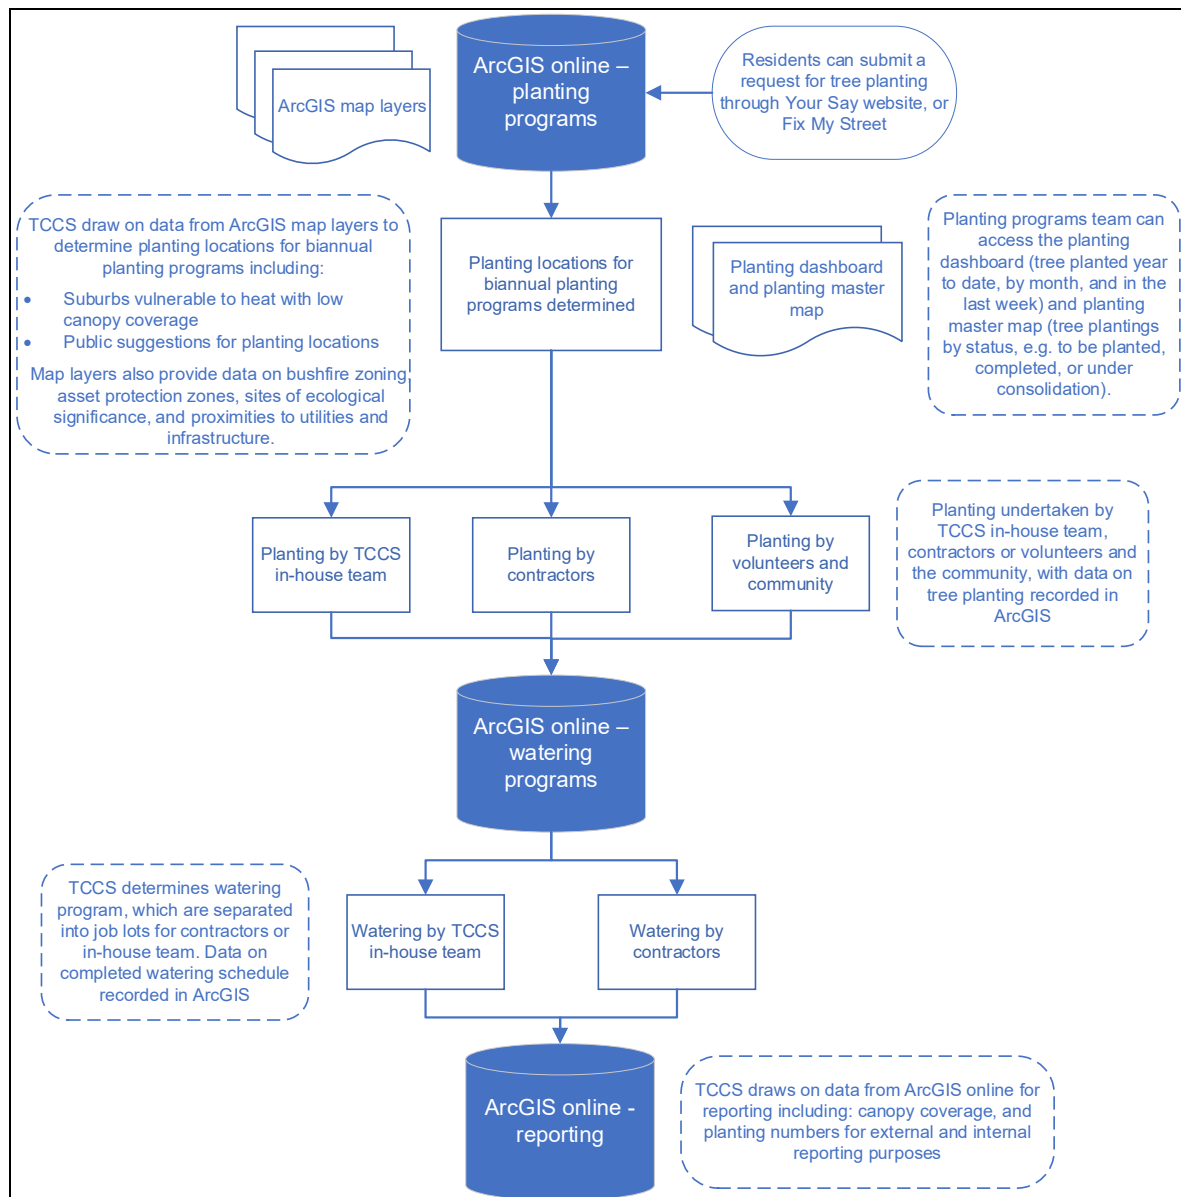 ArcGIS map layers
ArcGIS online –
planting
programs
Residents can submit a
request for tree planting
through Your Say website, or
Fix My Street
TCCS draw on data from ArcGIS map layers to
determine planting locations for biannual
planting programs including:
• Suburbs vulnerable to heat with low
canopy coverage
• Public suggestions for planting locations
Map layers also provide data on bushfire zoning,
asset protection zones, sites of ecological
significance, and proximities to utilities and
infrastructure.
Planting locations for
biannual planting
programs determined
Planting dashboard
and planting master
map
Planting programs team can
access the planting
dashboard (tree planted year
to date, by month, and in the
last week) and planting
master map (tree plantings
by status, e.g. to be planted,
completed, or under
consolidation).
Planting by TCCS
in-house team
Planting by
contractors
Planting by
volunteers and
community
Planting undertaken by
TCCS in-house team,
contractors or volunteers and
the community, with data on
tree planting recorded in
ArcGIS
ArcGIS online –
watering
programs
TCCS determines watering
program, which are separated
into job lots for contractors or
in-house team. Data on
completed watering schedule
recorded in ArcGIS
Watering by TCCS
in-house team
Watering by
contractors
ArcGIS online -
reporting
TCCS draws on data from ArcGIS online for
reporting including: canopy coverage, and
planting numbers for external and internal
reporting purposes